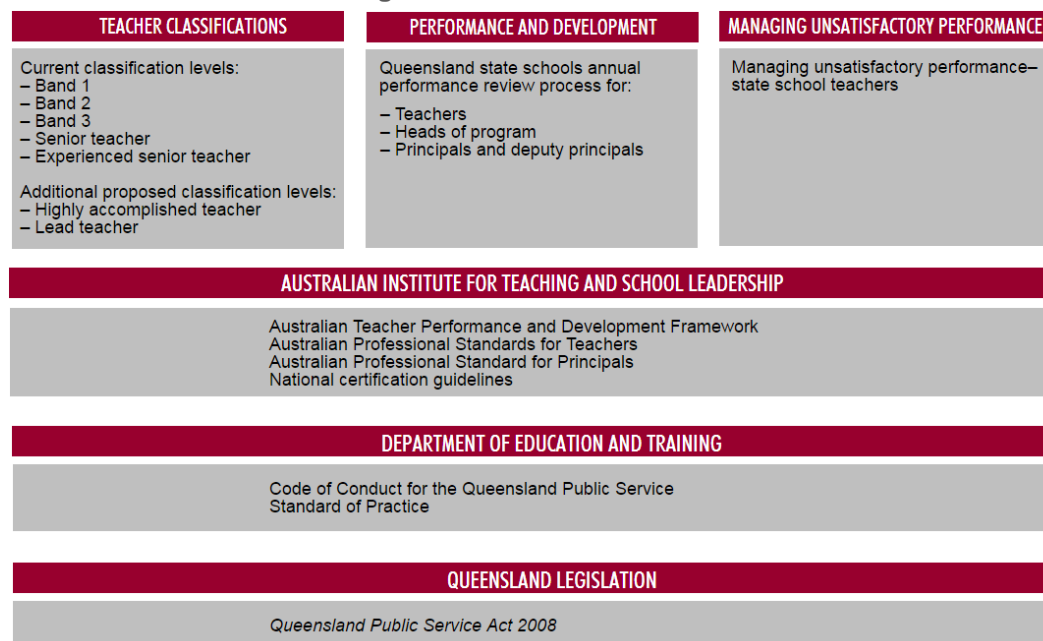 TEACHER CLASSIFICATIONS
Current classification levels:
– Band 1
– Band 2
– Band 3
– Senior teacher
– Experienced senior teacher
Additional proposed classification levels:
– Highly accomplished teacher
– Lead teacher
PERFORMANCE AND DEVELOPMENT
Queensland state schools annual
performance review process for:
– Teachers
– Heads of program
– Principals and deputy principals
MANAGING UNSATISFACTORY PERFORMANCE
Managing unsatisfactory performance–
state school teachers
AUSTRALIAN INSTITUTE FOR TEACHING AND SCHOOL LEADERSHIP
Australian Teacher Performance and Development Framework
Australian Professional Standards for Teachers
Australian Professional Standard for Principals
National certification guidelines
DEPARTMENT OF EDUCATION AND TRAINING
Code of Conduct for the Queensland Public Service
Standard of Practice
QUEENSLAND LEGISLATION
Queensland Public Service Act 2008